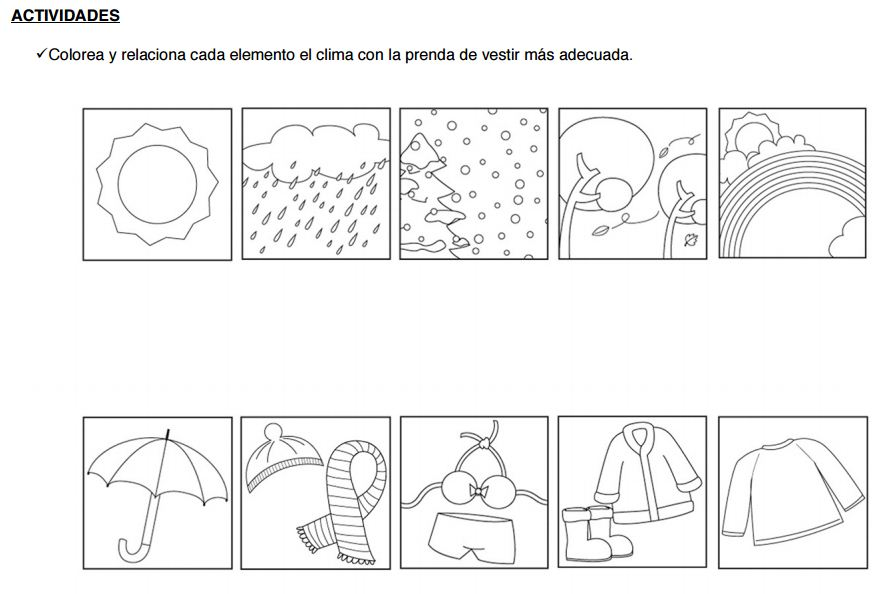 ACTIVIDADES
✓Colorea y relaciona cada elemento el clima con la prenda de vestir más adecuada.